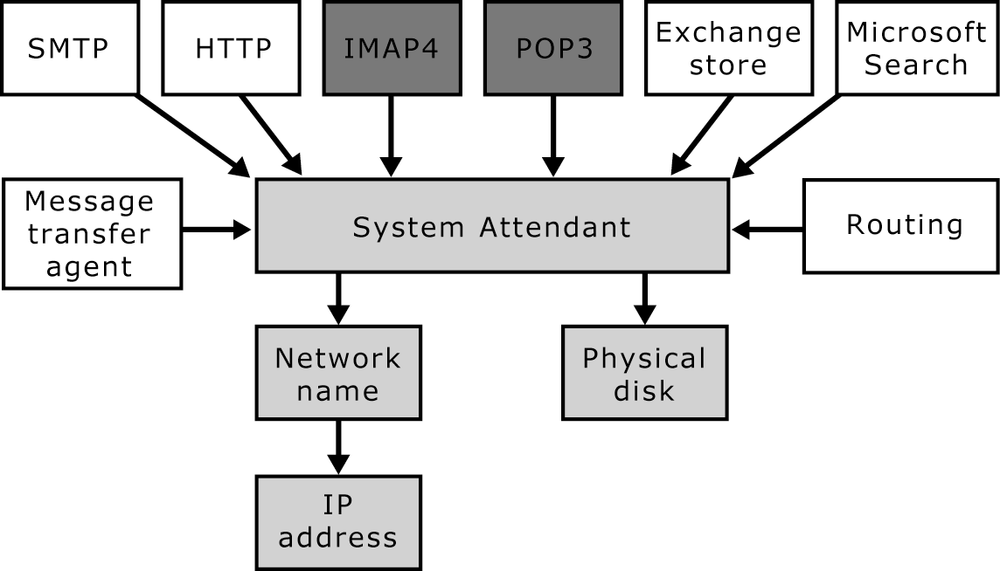 SMTP
HTTP
IMAP4
POP3
Exchange
store
Microsoft
Search
Message
transfer
agent
System Attendant
Routing
Network
name
Physical
disk
IP
address